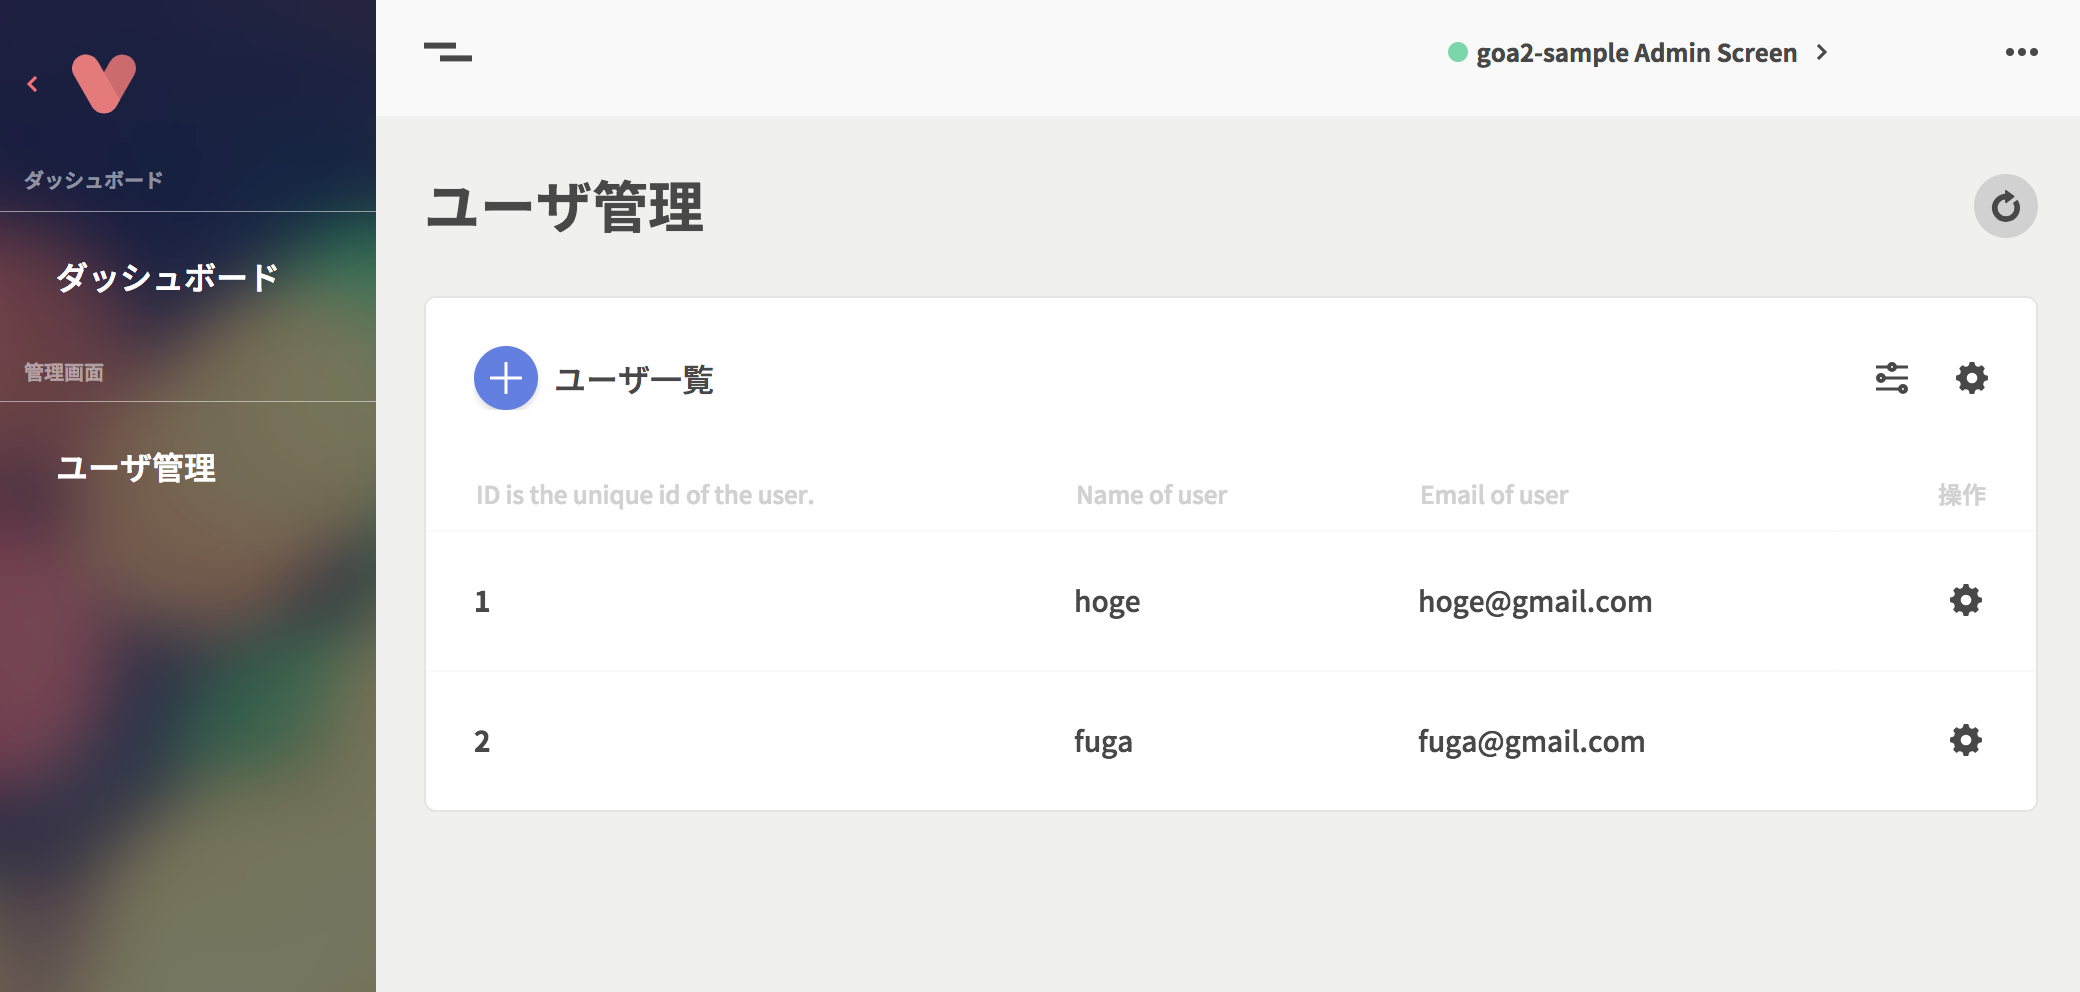 ダッシュボード
ダッシュボード
管理画面
ユーザ管理
goa2-sample Admin Screen
ユーザ管理
ユーザ一覧
ID is the unique id of the user. Name of user Email of user 操作
1 hoge hoge@gmail.com
2 fuga fuga@gmail.com